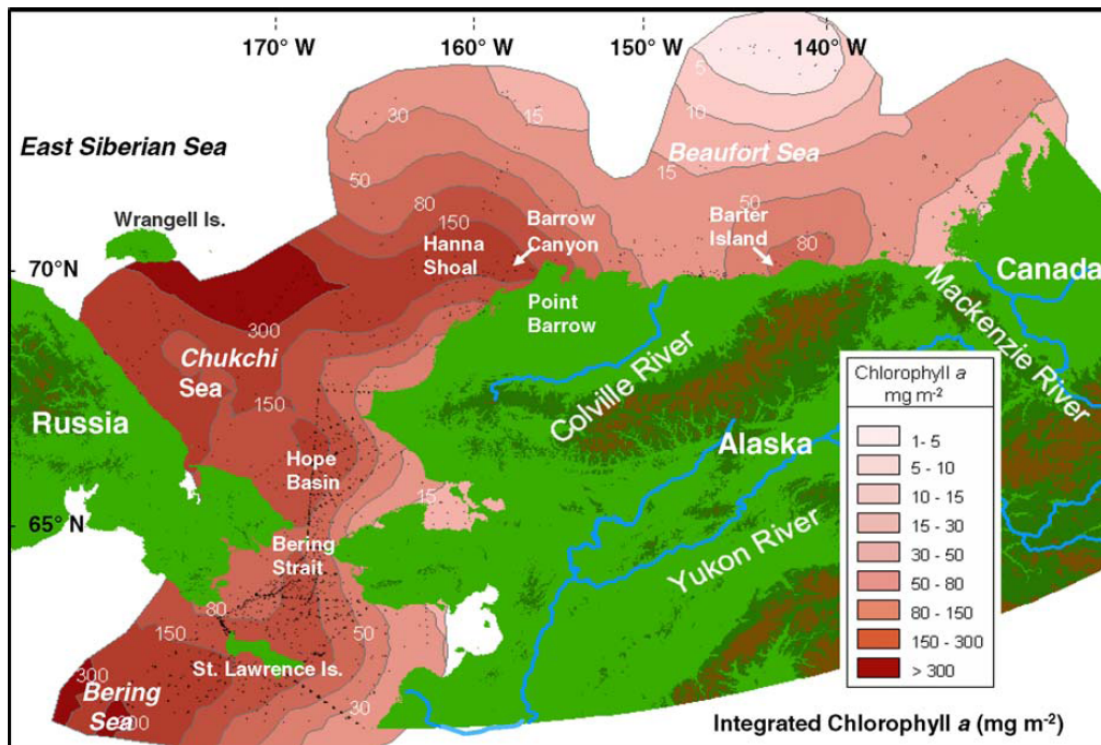 170° W
160° W
150° W
140° W
5
30
15
10
East Siberian Sea
Beaufort Sea
15
50
50
80
Wrangell Is.
150
Barrow
Canyon
Barter
Island
Hanna
Shoal
80
70°N
Canada
Point
Barrow
300
Chukchi
Sea
Mackenzie River
Colville River
150
Russia
Alaska
Hope
Basin
15
65° N
Bering
Strait
Yukon River
80
150
50
St. Lawrence Is.
300
Bering
Sea
30
Chlorophyll a
mg m-2
1- 5
5 - 10
10 - 15
15 - 30
30 - 50
50 - 80
80 - 150
150 - 300
> 300
Integrated Chlorophyll a (mg m-2)